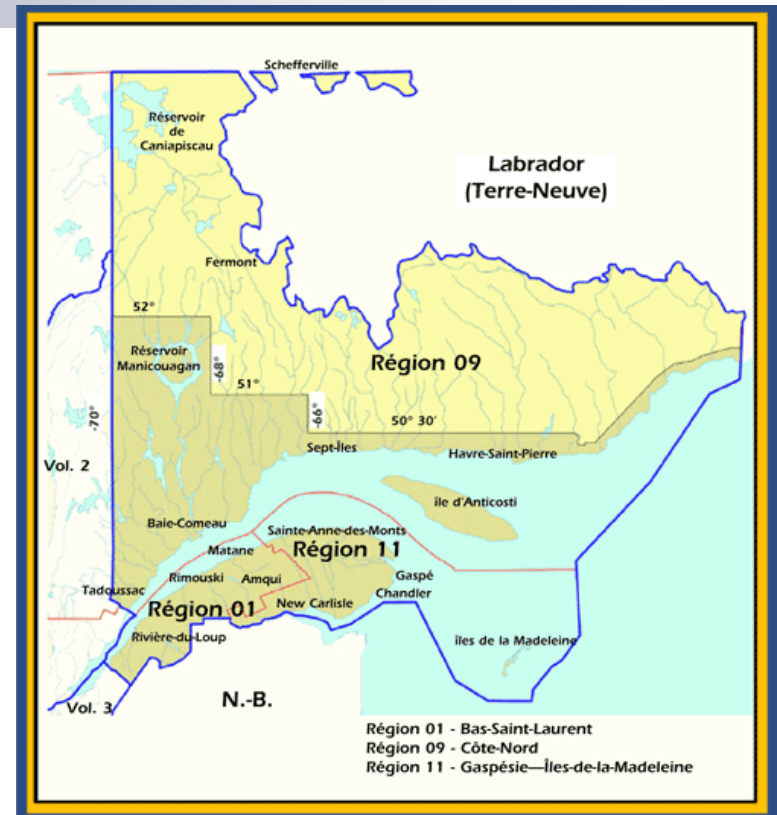 Schefferville
Réservoir
de
Caniapiscau
Labrador
(Terre-Neuve)
Fermont
52°
Réservoir
Manicouagan
-68°
Région 09
51°
-70°
-66°
50° 30'
Sept-Îles
Havre-Saint-Pierre
Vol. 2
île d'Anticosti
Baie-Comeau
Sainte-Anne-des-Monts
Matane
Région 11
Rimouski
Amqui
Gaspé
Tadoussac
Chandler
Région 01
New Carlisle
Rivière-du-Loup
îles de la Madeleine
N.-B.
Vol. 3
Région 01 - Bas-Saint-Laurent
Région 09 - Côte-Nord
Région 11 - Gaspésie—Îles-de-la-Madeleine